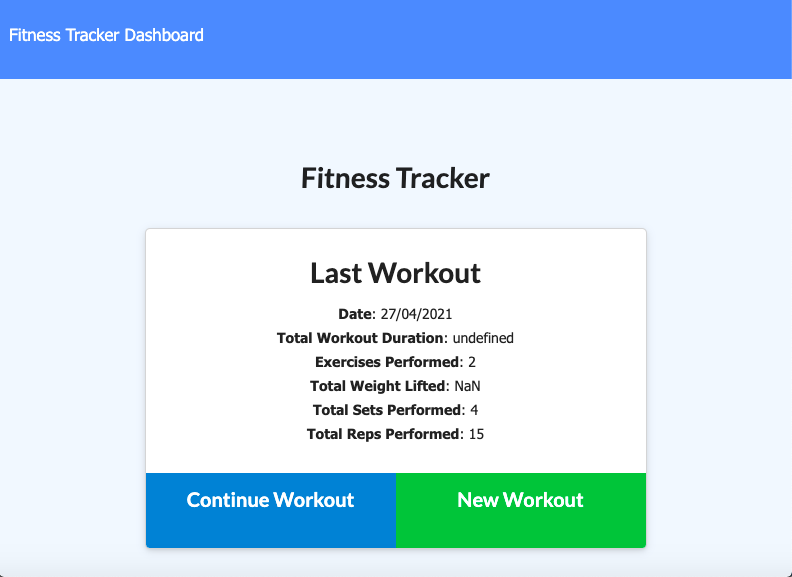 Fitness Tracker Dashboard
Fitness Tracker
Last Workout
Date: 27/04/2021
Total Workout Duration: undefined
Exercises Performed: 2
Total Weight Lifted: NaN
Total Sets Performed: 4
Total Reps Performed: 15
Continue Workout
New Workout